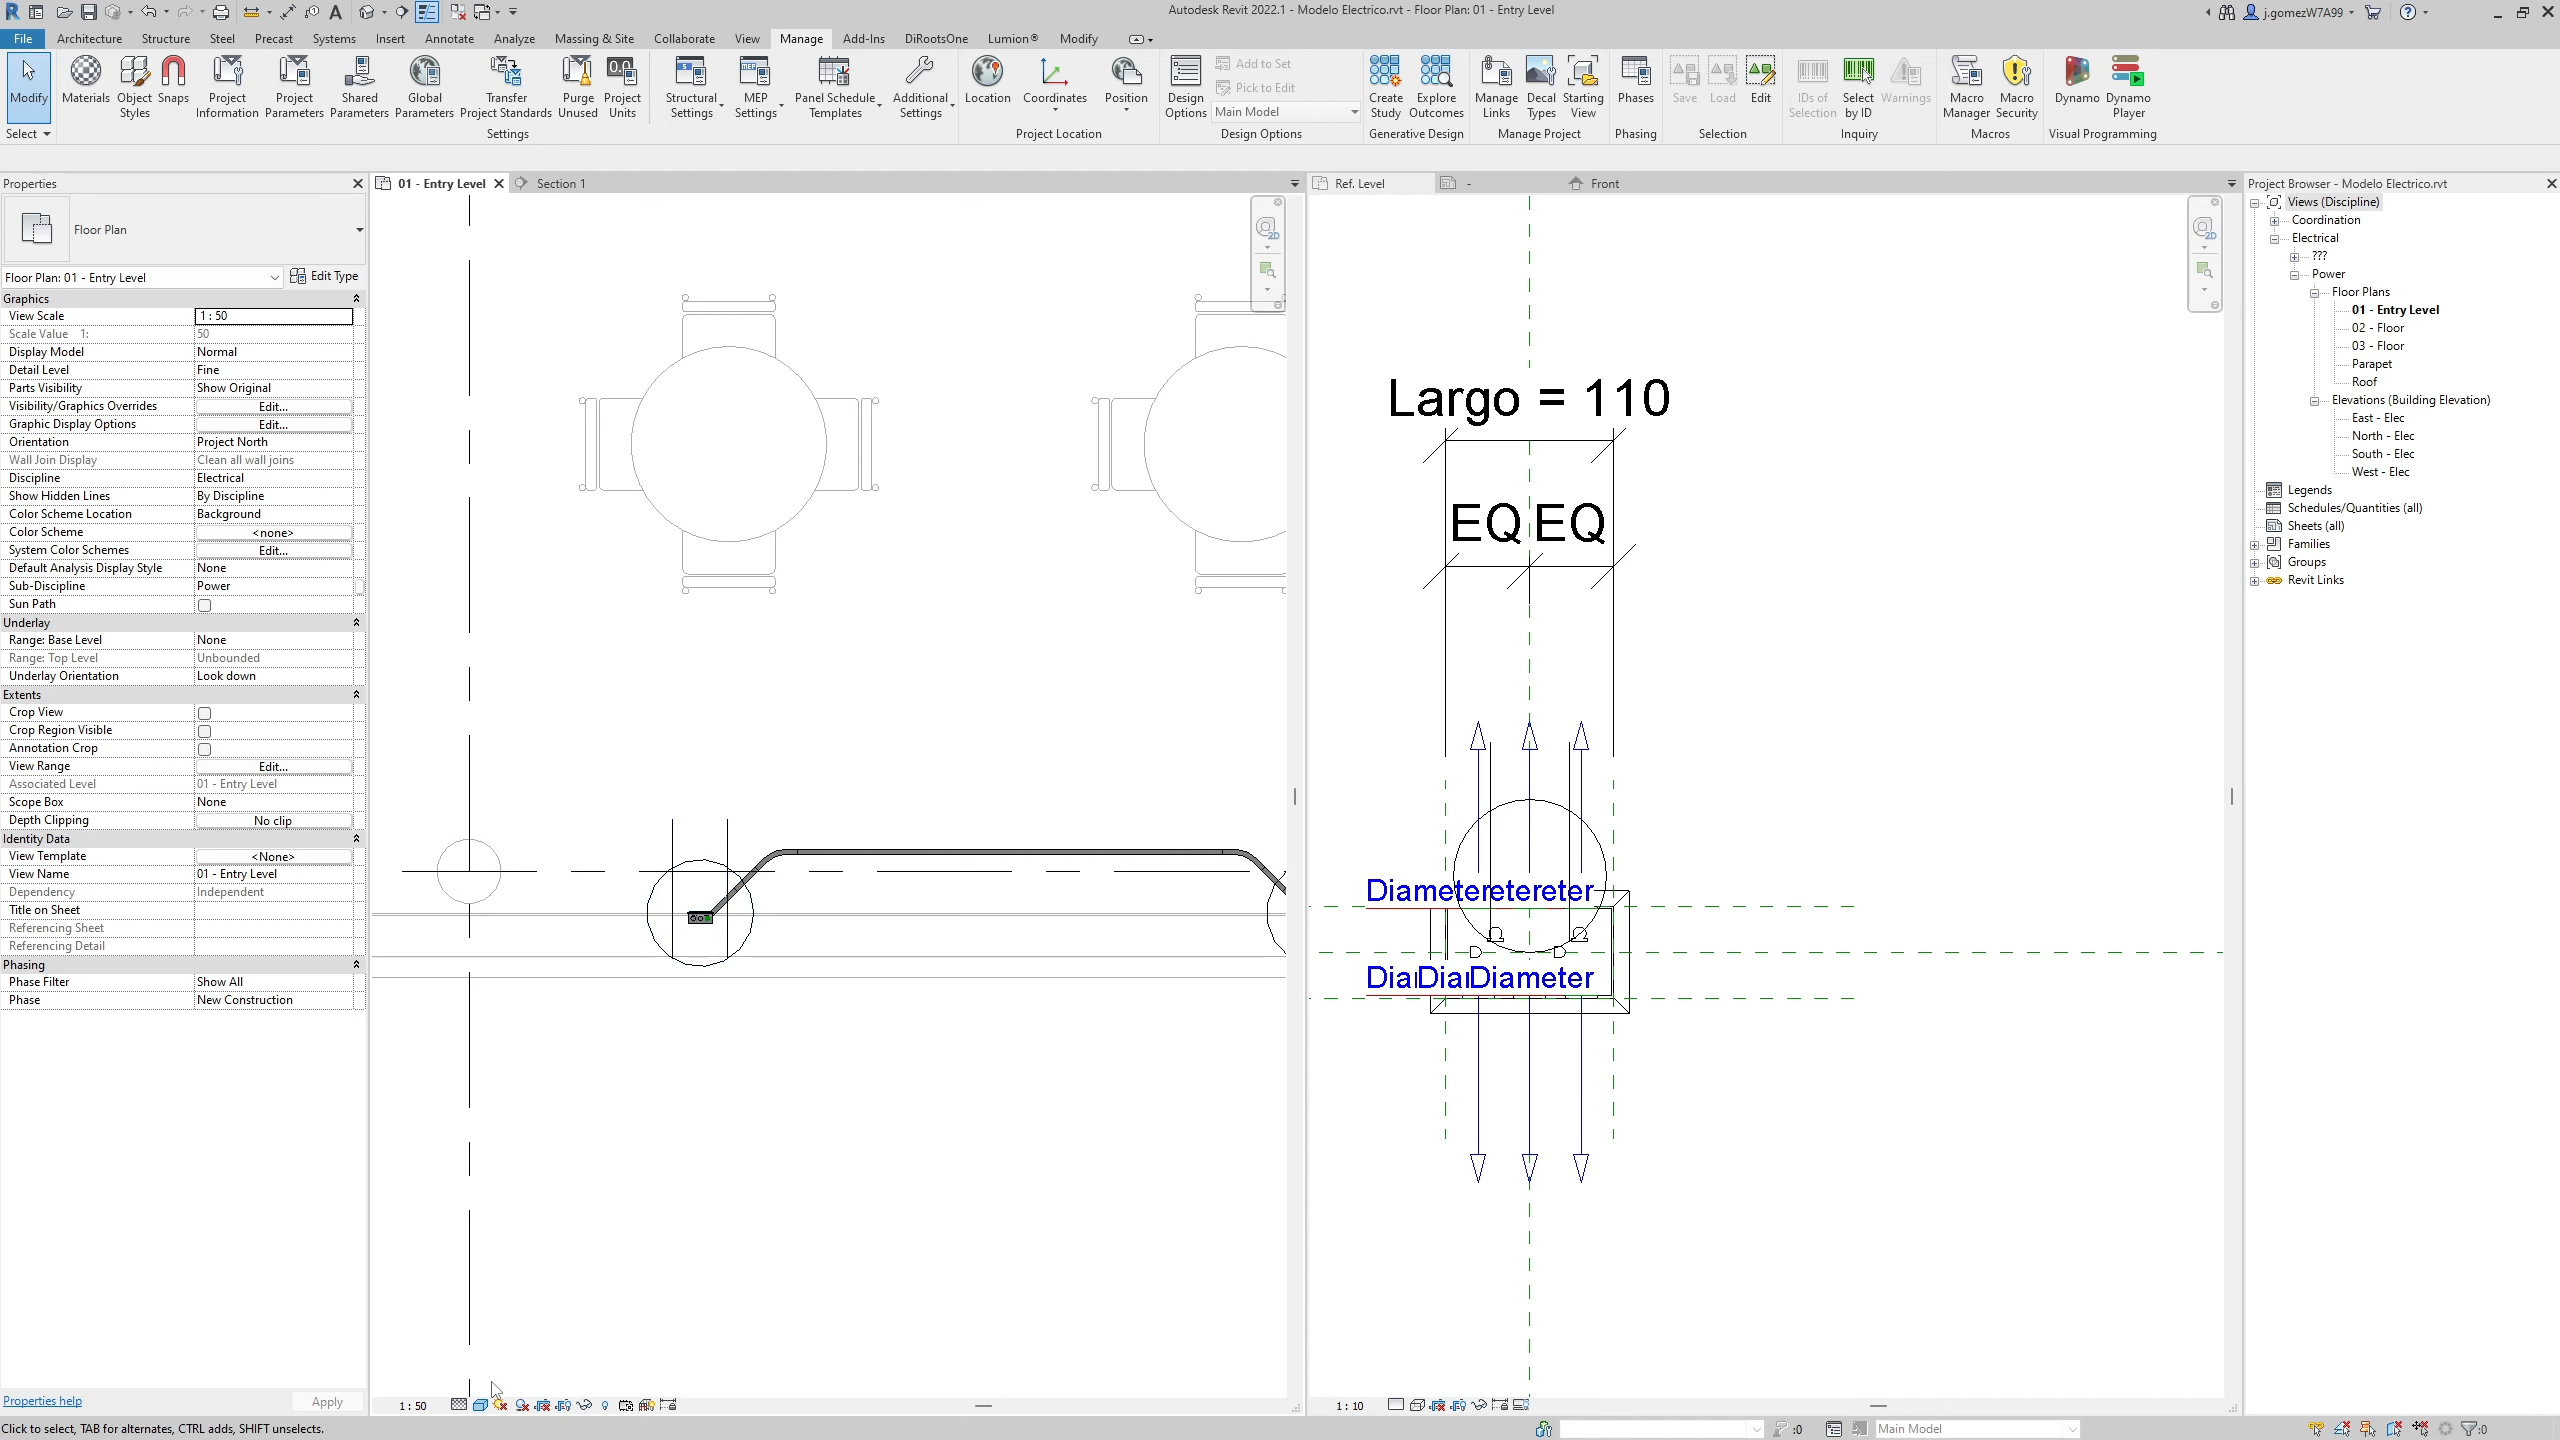 Autodesk Revit 2022.1 - Modelo Electrico.rvt - Floor Plan: 01 - Entry Level
j.gomezW7A99
File Architecture Structure Steel Precast Systems Insert Annotate Analyze Massing & Site Collaborate View Manage Add-Ins DiRootsOne Lumion® Modify
Modify
Materials
Object Styles
Snaps
Project Information
Project Parameters
Shared Parameters
Global Parameters
Transfer Project Standards
Purge Unused
Project Units
Structural Settings
MEP Settings
Panel Schedule Templates
Additional Settings
Location
Coordinates
Position
Design Options
Add to Set
Pick to Edit
Main Model
Create Study
Explore Outcomes
Manage Links
Decal Types
Starting View
Phases
Save
Load
Edit
IDs of Selection
Select by ID
Warnings
Macro Manager
Macro Security
Dynamo
Dynamo Player
Select
Settings
Project Location
Design Options
Generative Design
Manage Project
Phasing
Selection
Inquiry
Macros
Visual Programming
Properties
Floor Plan
Floor Plan: 01 - Entry Level Edit Type
Graphics
View Scale 1 : 50
Scale Value 1: 50
Display Model Normal
Detail Level Fine
Parts Visibility Show Original
Visibility/Graphics Overrides Edit...
Graphic Display Options Edit...
Orientation Project North
Wall Join Display Clean all wall joins
Discipline Electrical
Show Hidden Lines By Discipline
Color Scheme Location Background
Color Scheme <none>
System Color Schemes Edit...
Default Analysis Display Style None
Sub-Discipline Power
Sun Path
Underlay
Range: Base Level None
Range: Top Level Unbounded
Underlay Orientation Look down
Extents
Crop View
Crop Region Visible
Annotation Crop
View Range Edit...
Associated Level 01 - Entry Level
Scope Box None
Depth Clipping No clip
Identity Data
View Template <None>
View Name 01 - Entry Level
Dependency Independent
Title on Sheet
Referencing Sheet
Referencing Detail
Phasing
Phase Filter Show All
Phase New Construction
Properties help Apply
01 - Entry Level Section 1
1 : 50
Ref. Level - Front
Largo = 110
EQ EQ
Diameteretereter
DiaDiaDiameter
1 : 10
Project Browser - Modelo Electrico.rvt
Views (Discipline)
Coordination
Electrical
???
Power
Floor Plans
01 - Entry Level
02 - Floor
03 - Floor
Parapet
Roof
Elevations (Building Elevation)
East - Elec
North - Elec
South - Elec
West - Elec
Legends
Schedules/Quantities (all)
Sheets (all)
Families
Groups
Revit Links
Click to select, TAB for alternates, CTRL adds, SHIFT unselects.
:0 Main Model :0